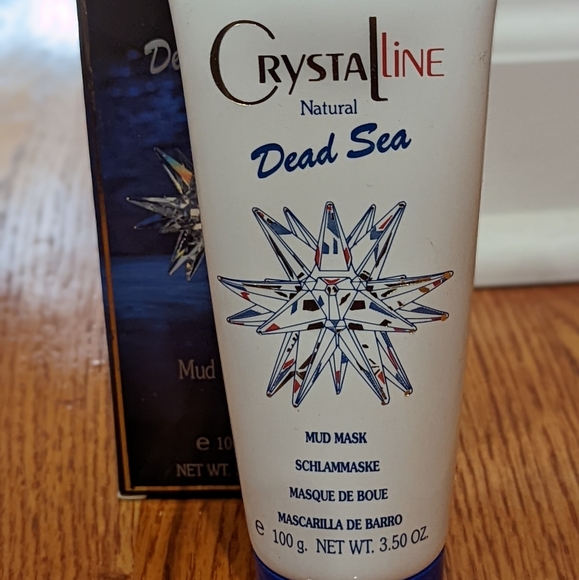 CRYSTALLINE
Natural
Dead Sea
MUD MASK
SCHLAMMASKE
MASQUE DE BOUE
MASCARILLA DE BARRO
e 100 g. NET WT. 3.50 OZ.
Mud
e 10
NET WT.